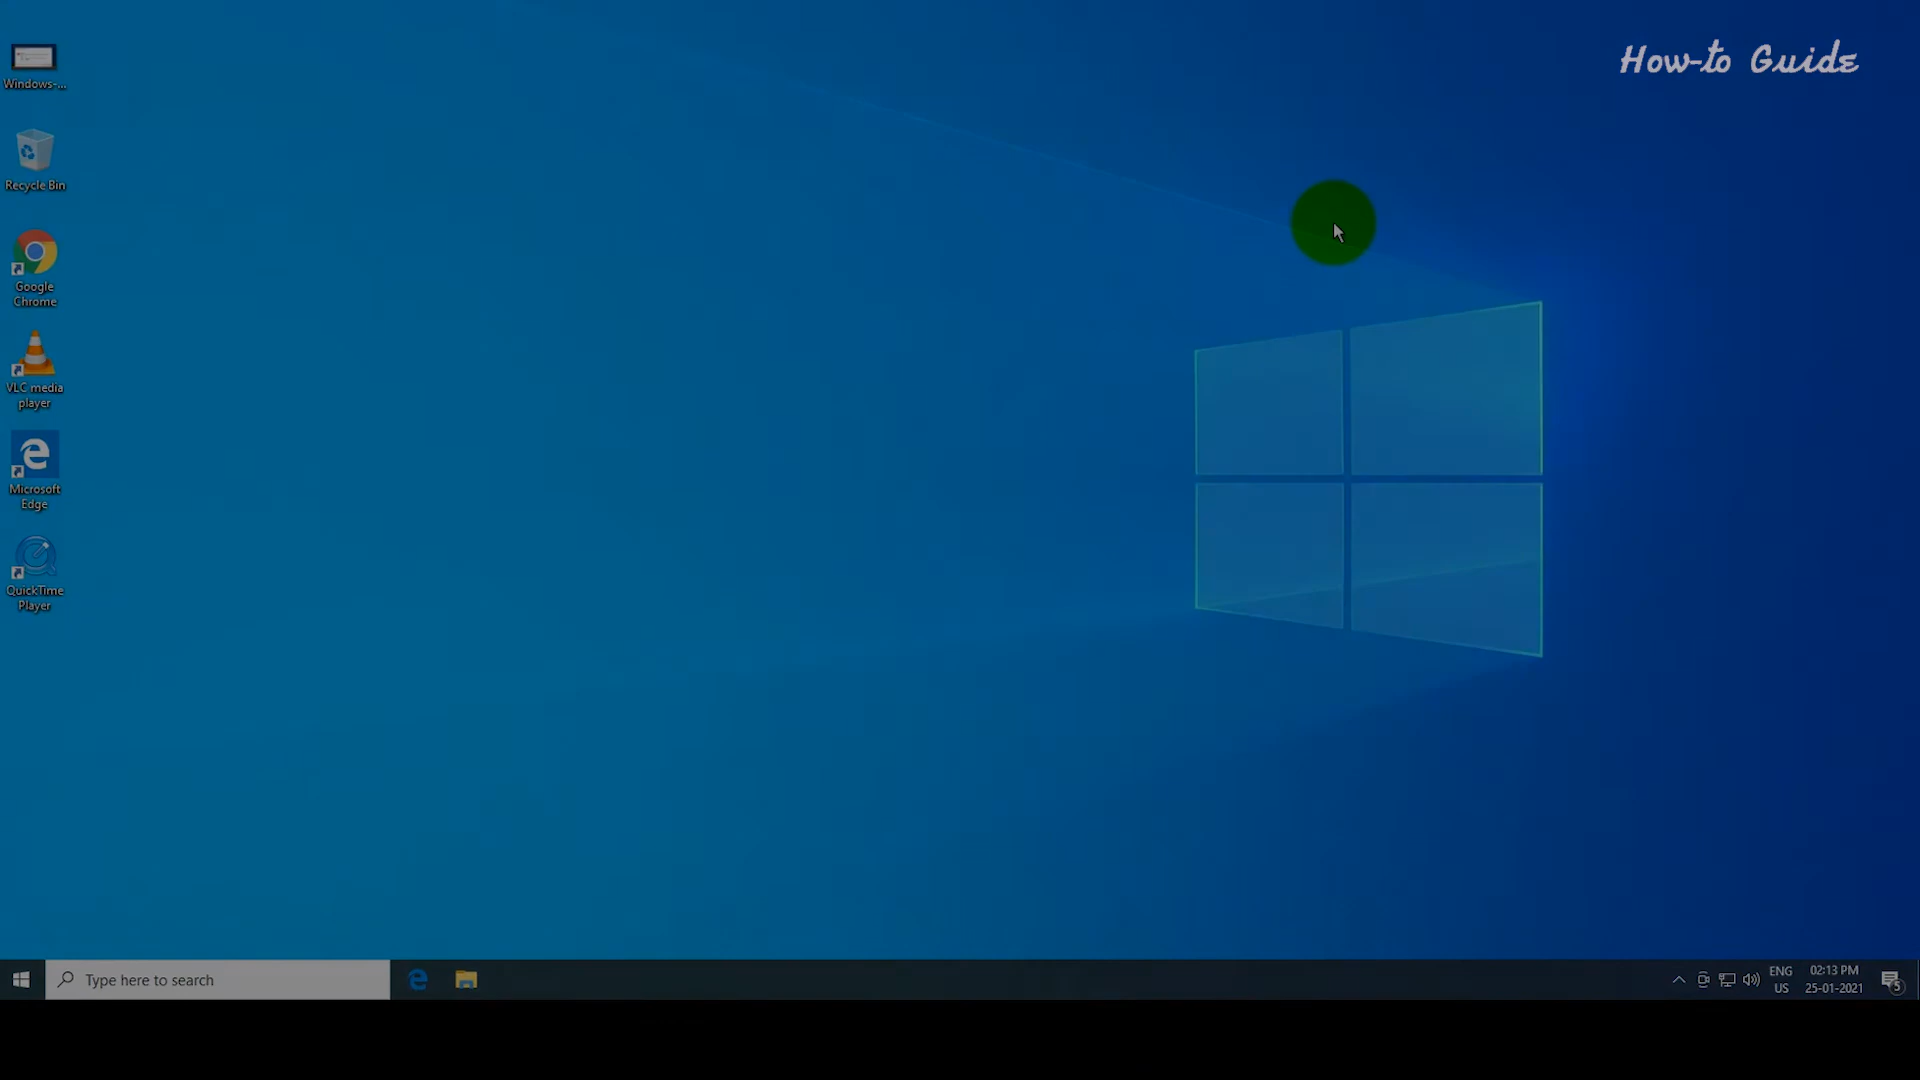 How-to Guide
Windows-...
Recycle Bin
Google
Chrome
VLC media
player
Microsoft
Edge
QuickTime
Player
Type here to search
ENG
US
02:13 PM
25-01-2021
5